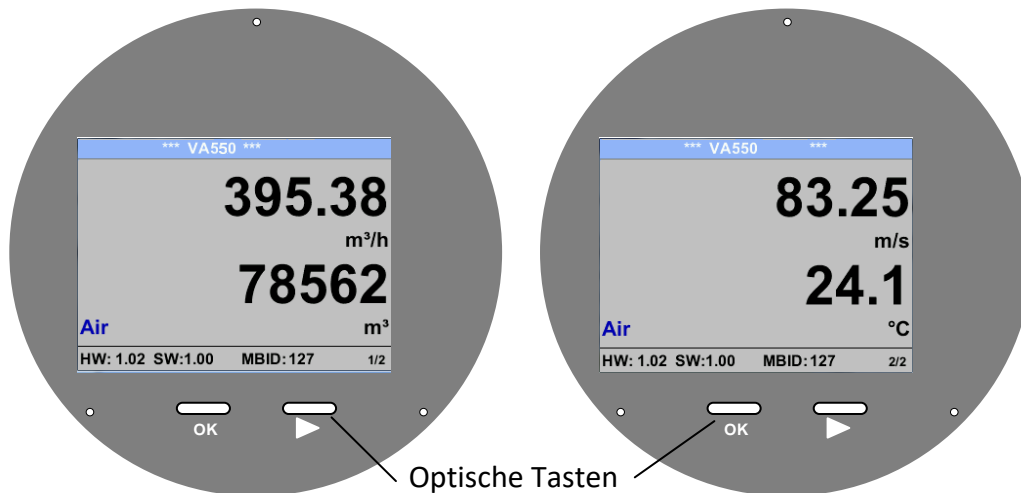 *** VA550 ***
395.38
m³/h
78562
Air m³
HW: 1.02 SW:1.00 MBID:127 1/2
OK
*** VA550 ***
83.25
m/s
24.1
Air °C
HW: 1.02 SW:1.00 MBID:127 2/2
OK
Optische Tasten